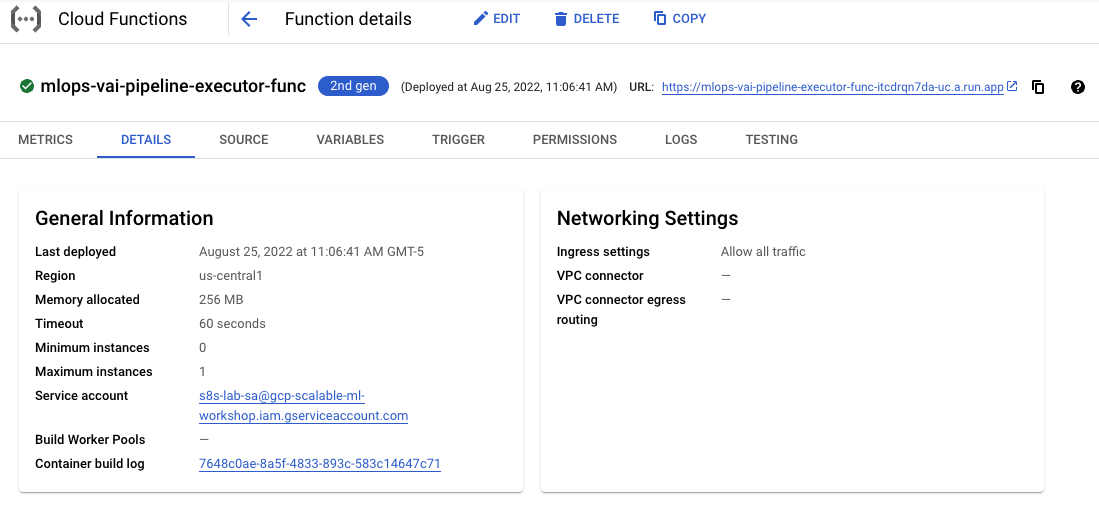 Cloud Functions Function details EDIT DELETE COPY
mlops-vai-pipeline-executor-func 2nd gen (Deployed at Aug 25, 2022, 11:06:41 AM) URL: https://mlops-vai-pipeline-executor-func-itcdrqn7da-uc.a.run.app
METRICS DETAILS SOURCE VARIABLES TRIGGER PERMISSIONS LOGS TESTING
General Information
Last deployed August 25, 2022 at 11:06:41 AM GMT-5
Region us-central1
Memory allocated 256 MB
Timeout 60 seconds
Minimum instances 0
Maximum instances 1
Service account s8s-lab-sa@gcp-scalable-ml-
workshop.iam.gserviceaccount.com
Build Worker Pools —
Container build log 7648c0ae-8a5f-4833-893c-583c14647c71
Networking Settings
Ingress settings Allow all traffic
VPC connector —
VPC connector egress —
routing